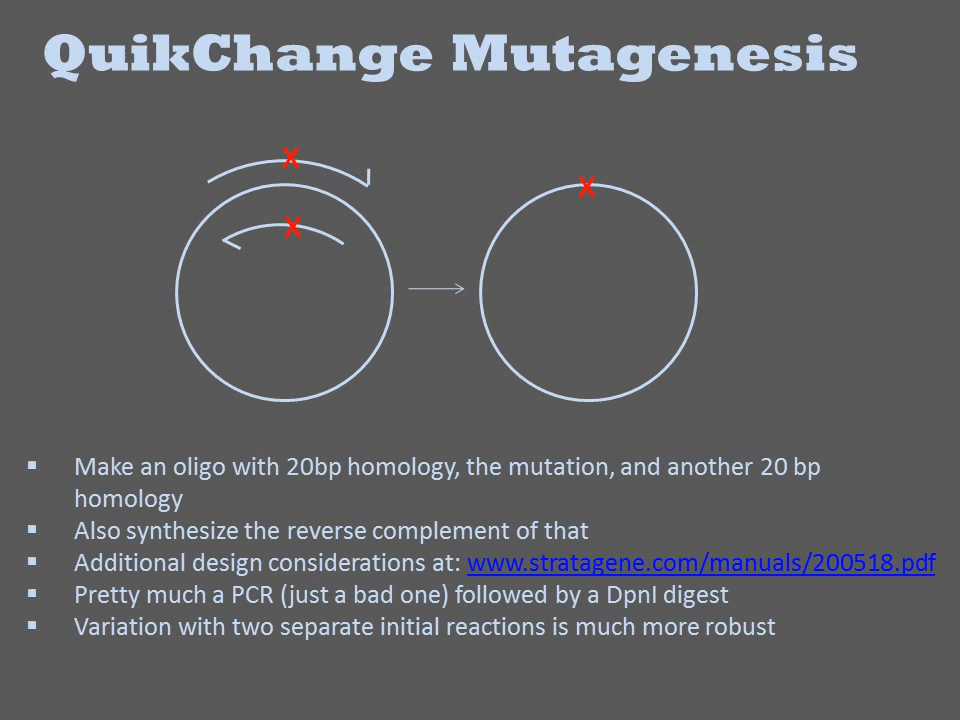 QuikChange Mutagenesis
X
X
X
▪ Make an oligo with 20bp homology, the mutation, and another 20 bp
homology
▪ Also synthesize the reverse complement of that
▪ Additional design considerations at: www.stratagene.com/manuals/200518.pdf
▪ Pretty much a PCR (just a bad one) followed by a DpnI digest
▪ Variation with two separate initial reactions is much more robust